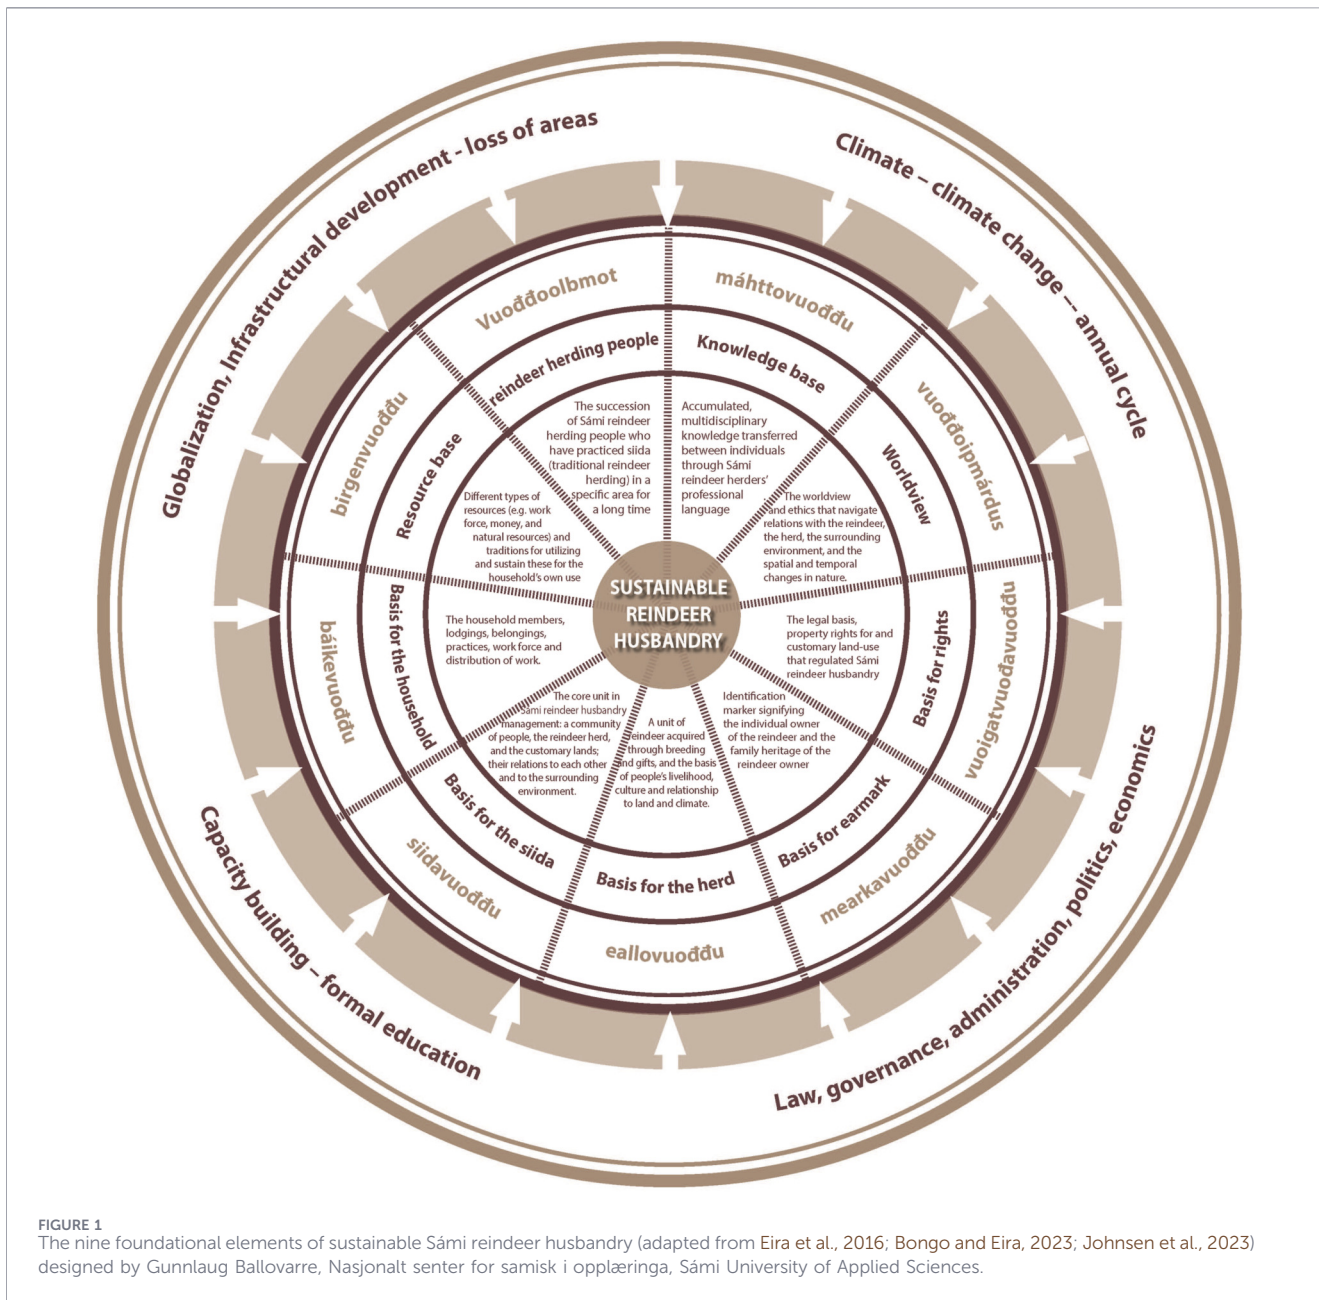 Globalization, Infrastructural development - loss of areas
Climate – climate change – annual cycle
Law, governance, administration, politics, economics
Capacity building – formal education
Vuođđoolbmot
reindeer herding people
The succession
of Sámi reindeer
herding people who
have practiced siida
(traditional reindeer
herding) in a
specific area for
a long time
máhttovuođđu
Knowledge base
Accumulated,
multidisciplinary
knowledge transferred
between individuals
through Sámi
reindeer herders'
professional
language
vuođđoipmárdus
Worldview
The worldview
and ethics that navigate
relations with the reindeer,
the herd, the surrounding
environment, and the
spatial and temporal
changes in nature.
vuoigatvuođavuođđu
Basis for rights
The legal basis,
property rights for and
customary land-use
that regulated Sámi
reindeer husbandry
mearkavuođđu
Basis for earmark
Identification
marker signifying
the individual owner
of the reindeer and the
family heritage of the
reindeer owner
eallovuođđu
Basis for the herd
A unit of
reindeer acquired
through breeding
and gifts, and the basis
of people's livelihood,
culture and relationship
to land and climate.
siidavuođđu
Basis for the siida
The core unit in
Sámi reindeer husbandry
management: a community
of people, the reindeer herd,
and the customary lands;
their relations to each other
and to the surrounding
environment.
báikevuođđu
Basis for the household
The household members,
lodgings, belongings,
practices, work force and
distribution of work.
birgenvuođđu
Resource base
Different types of
resources (e.g. work
force, money, and
natural resources) and
traditions for utilizing
and sustain these for the
household's own use
SUSTAINABLE
REINDEER
HUSBANDRY
FIGURE 1
The nine foundational elements of sustainable Sámi reindeer husbandry (adapted from Eira et al., 2016; Bongo and Eira, 2023; Johnsen et al., 2023)
designed by Gunnlaug Ballovarre, Nasjonalt senter for samisk i opplæringa, Sámi University of Applied Sciences.